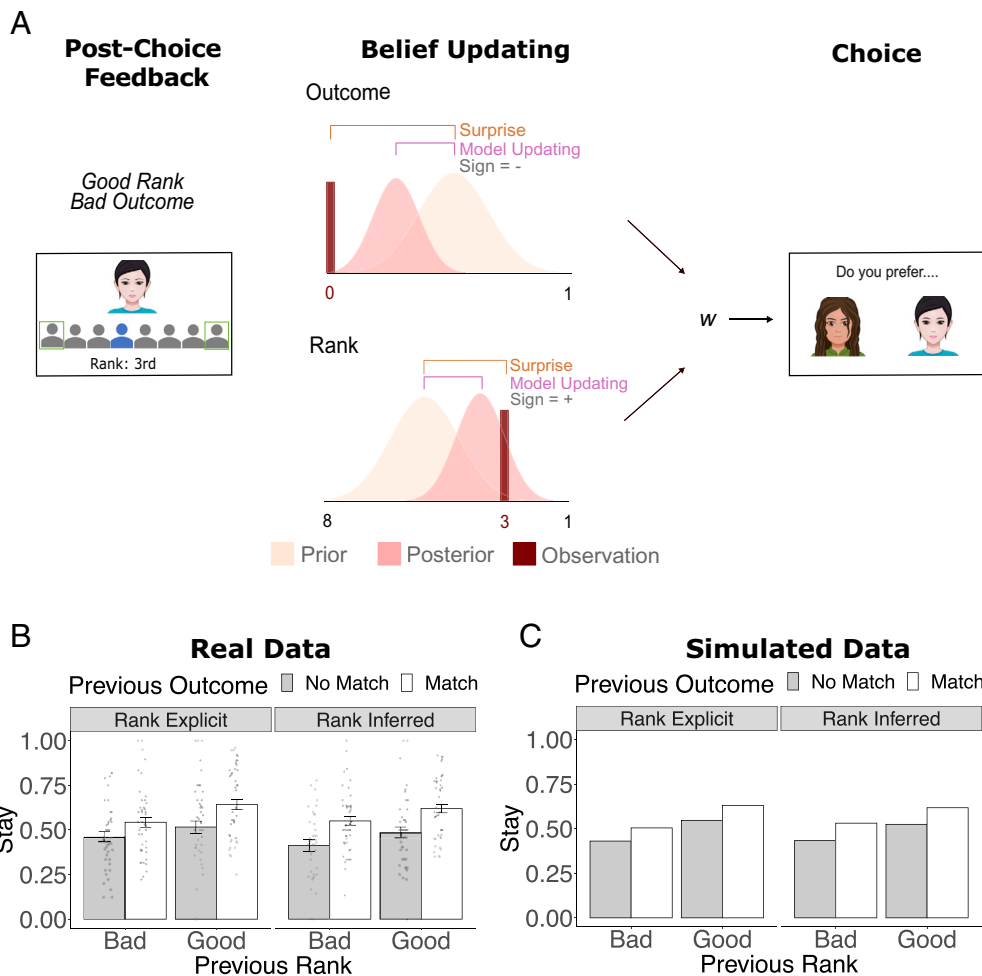 A
Post-Choice
Feedback
Belief Updating
Choice
Outcome
Surprise
Model Updating
Sign = -
Good Rank
Bad Outcome
0
1
Rank: 3rd
w
Do you prefer....
Rank
Surprise
Model Updating
Sign = +
8
3
1
Prior
Posterior
Observation
B
Real Data
Previous Outcome
No Match
Match
Rank Explicit
Rank Inferred
1.00
0.75
0.50
0.25
0.00
Stay
Bad
Good
Bad
Good
Previous Rank
C
Simulated Data
Previous Outcome
No Match
Match
Rank Explicit
Rank Inferred
1.00
0.75
0.50
0.25
0.00
Stay
Bad
Good
Bad
Good
Previous Rank